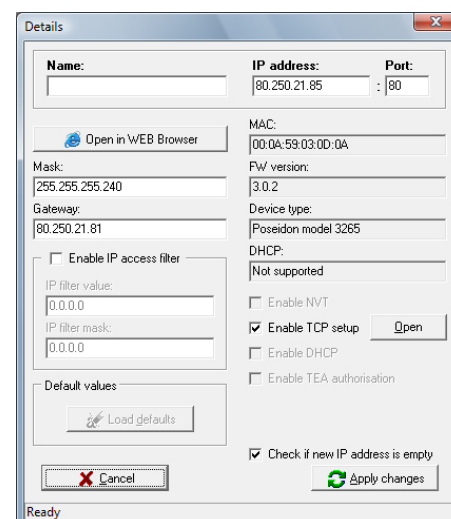 Details
Name: IP address: Port:
80.250.21.85 : 80
Open in WEB Browser
MAC:
00:0A:59:03:0D:0A
Mask:
255.255.255.240
FW version:
3.0.2
Gateway:
80.250.21.81
Device type:
Poseidon model 3265
Enable IP access filter
DHCP:
Not supported
IP filter value:
0.0.0.0
Enable NVT
IP filter mask:
0.0.0.0
Enable TCP setup Open
Enable DHCP
Enable TEA authorisation
Default values
Load defaults
Check if new IP address is empty
Cancel
Apply changes
Ready